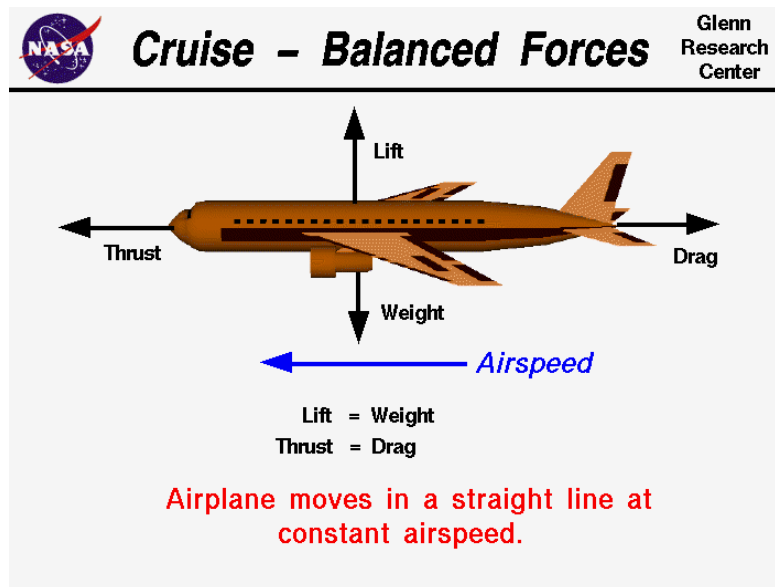 NASA
Cruise – Balanced Forces
Glenn
Research
Center
Lift
Thrust
Drag
Weight
Airspeed
Lift = Weight
Thrust = Drag
Airplane moves in a straight line at
constant airspeed.